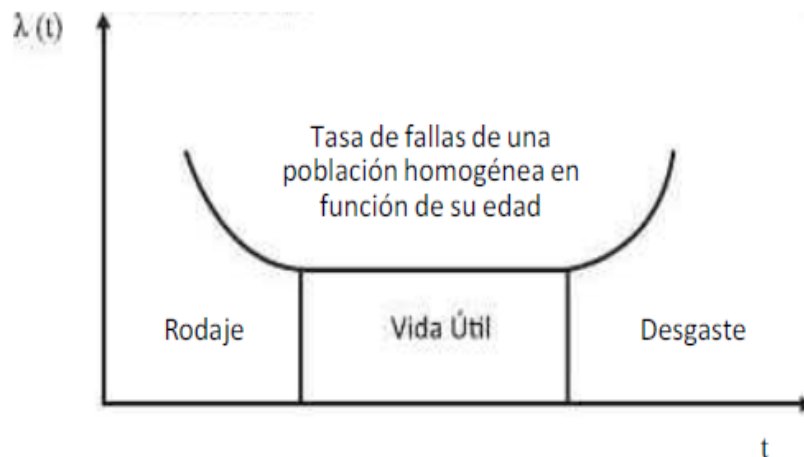 λ (t)
Tasa de fallas de una
población homogénea en
función de su edad
Rodaje
Vida Útil
Desgaste
t